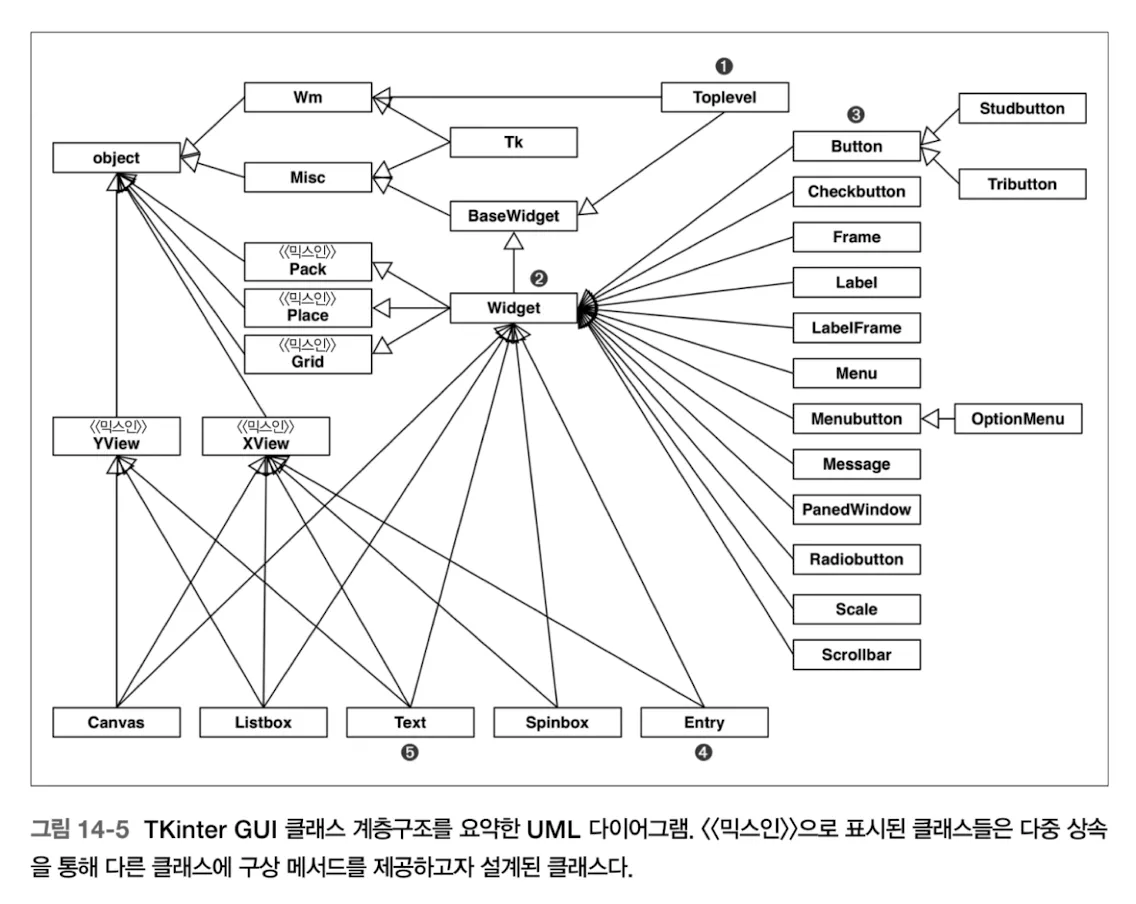 ❶
Wm
Toplevel
Studbutton
❸
Tk
Button
object
Misc
Tributton
Checkbutton
BaseWidget
Frame
〈〈믹스인〉〉
Pack
❷
Label
〈〈믹스인〉〉
Place
Widget
LabelFrame
〈〈믹스인〉〉
Grid
Menu
〈〈믹스인〉〉
YView
〈〈믹스인〉〉
XView
Menubutton
OptionMenu
Message
PanedWindow
Radiobutton
Scale
Scrollbar
Canvas
Listbox
Text
Spinbox
Entry
❺
❹
그림 14-5 TKinter GUI 클래스 계층구조를 요약한 UML 다이어그램. 〈〈믹스인〉〉으로 표시된 클래스들은 다중 상속
을 통해 다른 클래스에 구상 메서드를 제공하고자 설계된 클래스다.